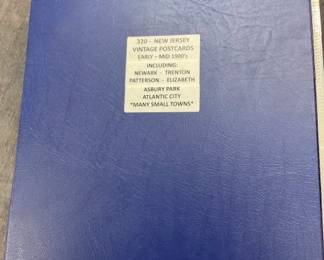 320 - NEW JERSEY
VINTAGE POSTCARDS
EARLY - MID 1900's
INCLUDING:
NEWARK - TRENTON
PATTERSON - ELIZABETH
ASBURY PARK
ATLANTIC CITY
*MANY SMALL TOWNS*